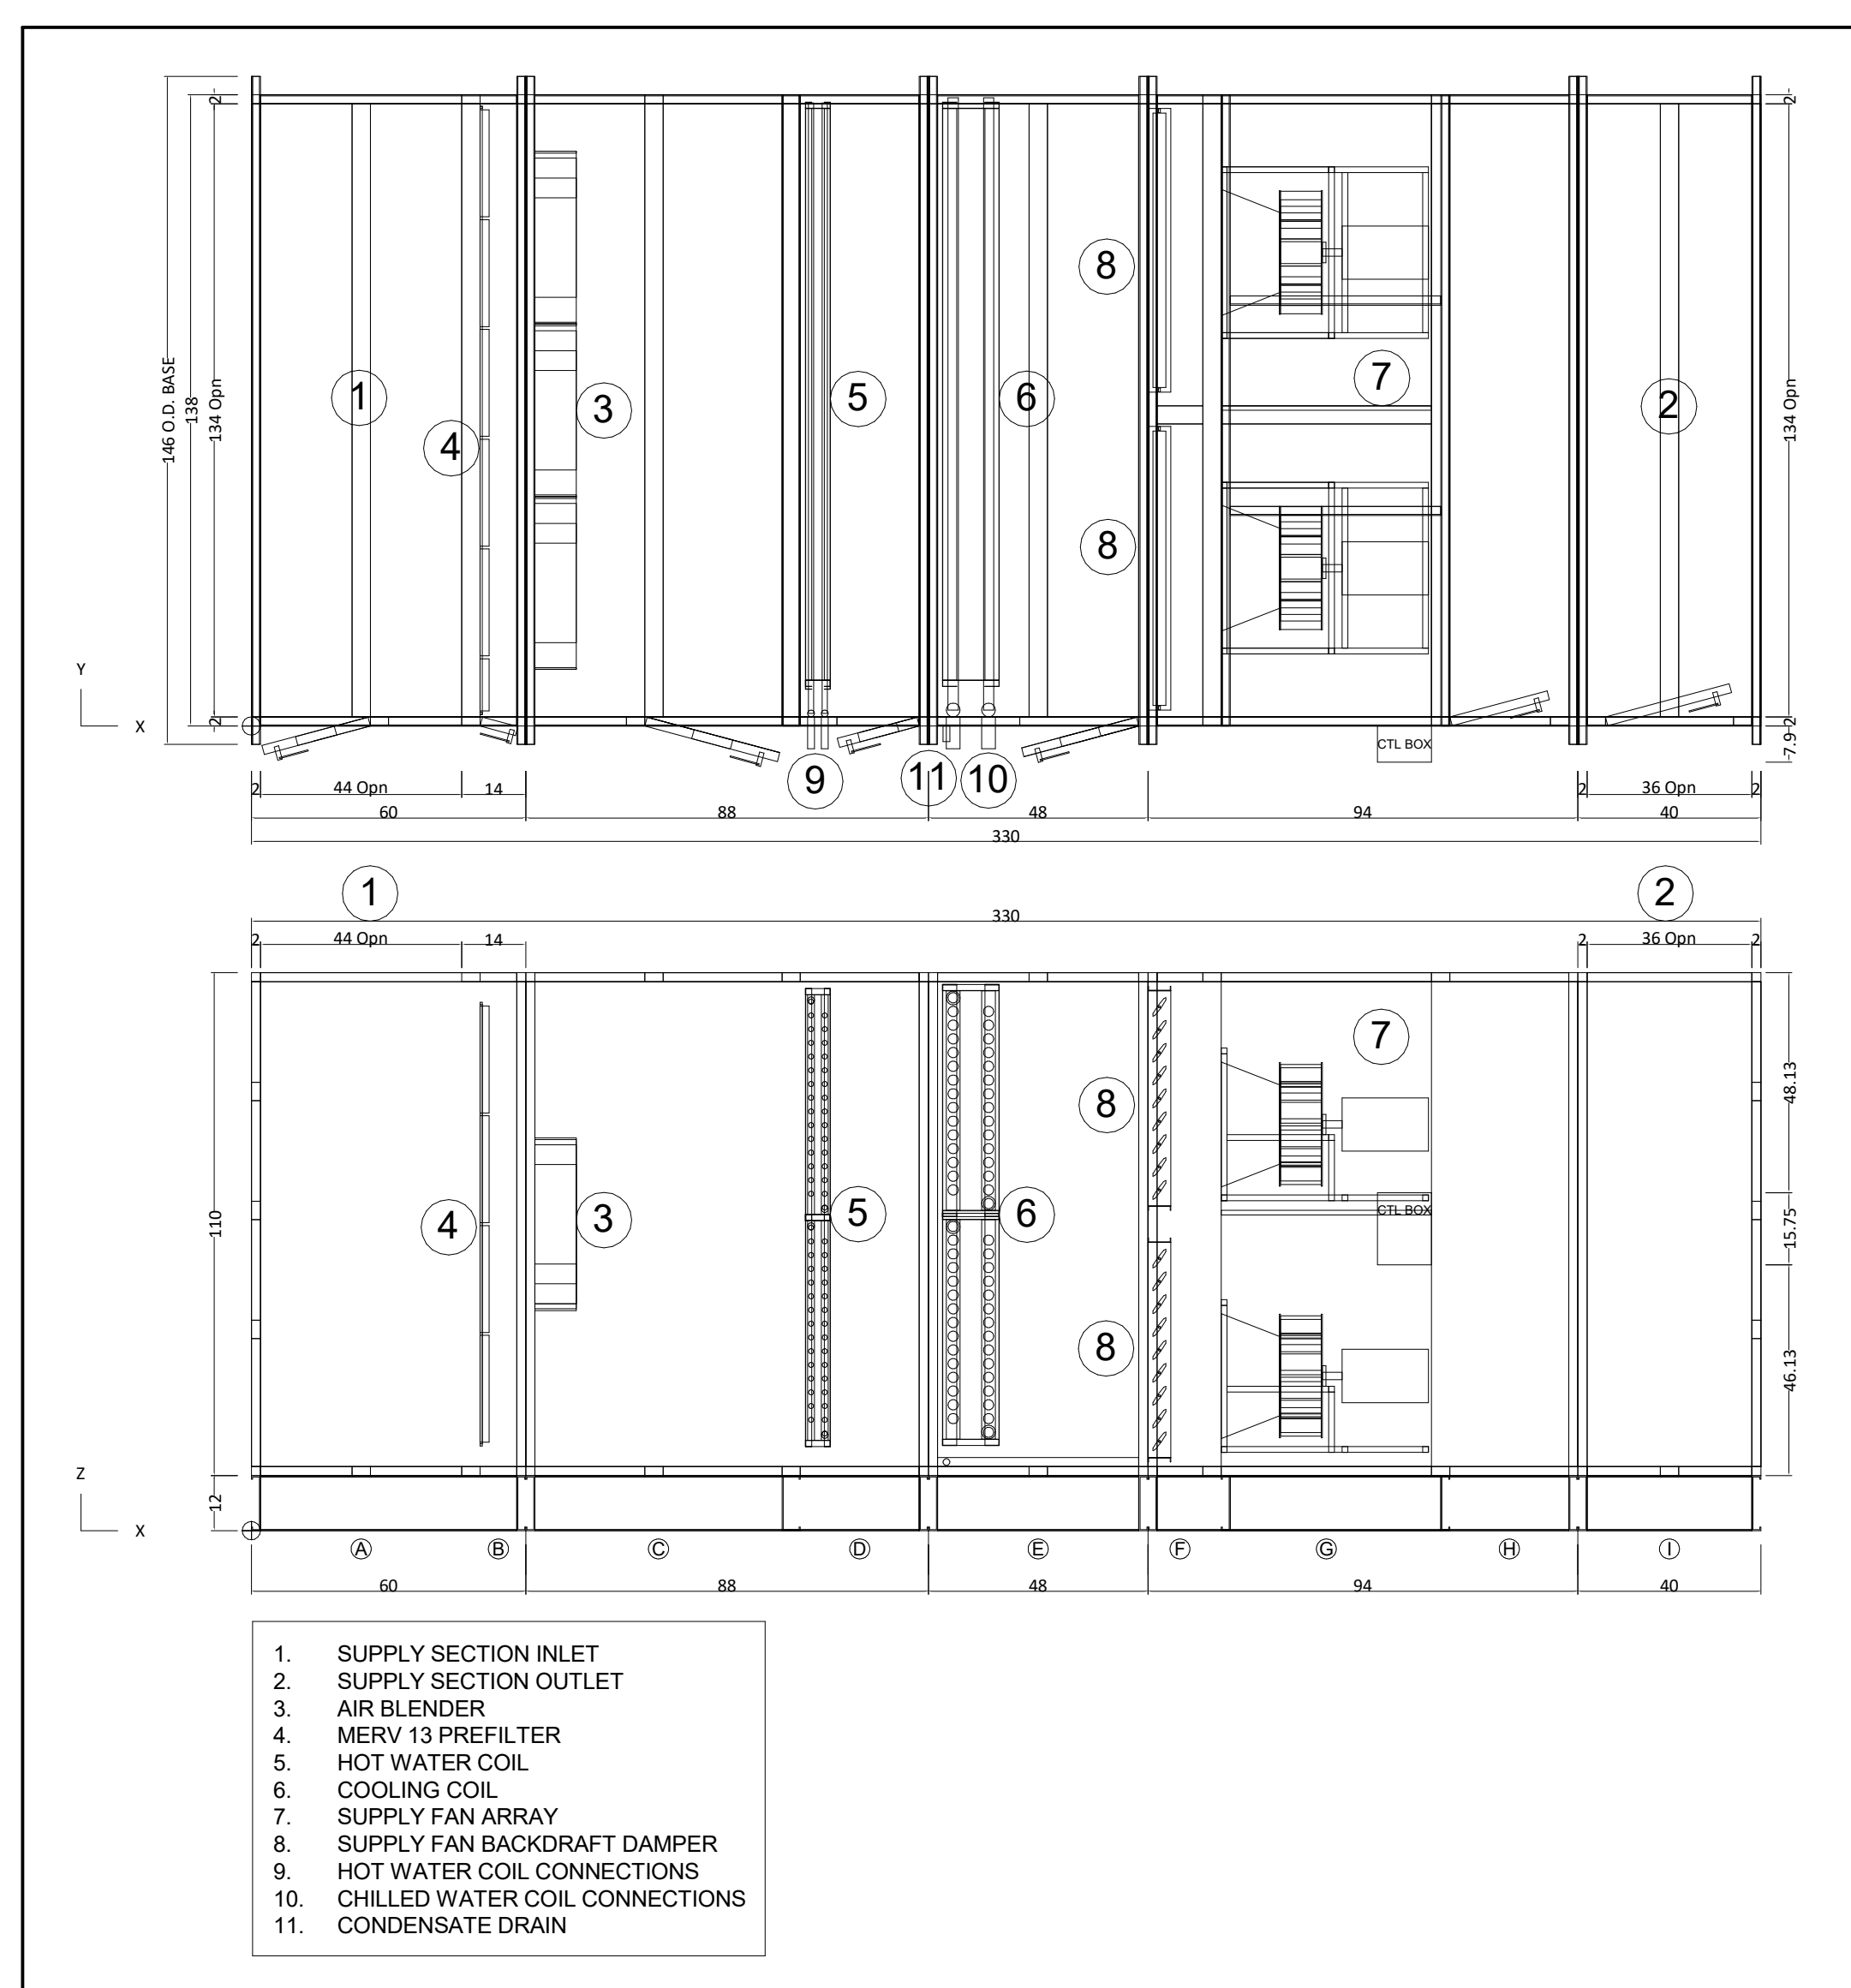 2
2
146 O.D. BASE
138
134 Opn
134 Opn
1
2
3
4
5
6
7
8
8
Y
X
2
2
7.9
CTL BOX
9
11
10
2
44 Opn
14
2
36 Opn
2
60
88
48
94
40
330
1
2
330
2
44 Opn
14
2
36 Opn
2
7
48.13
8
110
4
3
5
6
CTL BOX
15.75
8
46.13
Z
X
12
A
B
C
D
E
F
G
H
I
60
88
48
94
40
1. SUPPLY SECTION INLET
2. SUPPLY SECTION OUTLET
3. AIR BLENDER
4. MERV 13 PREFILTER
5. HOT WATER COIL
6. COOLING COIL
7. SUPPLY FAN ARRAY
8. SUPPLY FAN BACKDRAFT DAMPER
9. HOT WATER COIL CONNECTIONS
10. CHILLED WATER COIL CONNECTIONS
11. CONDENSATE DRAIN